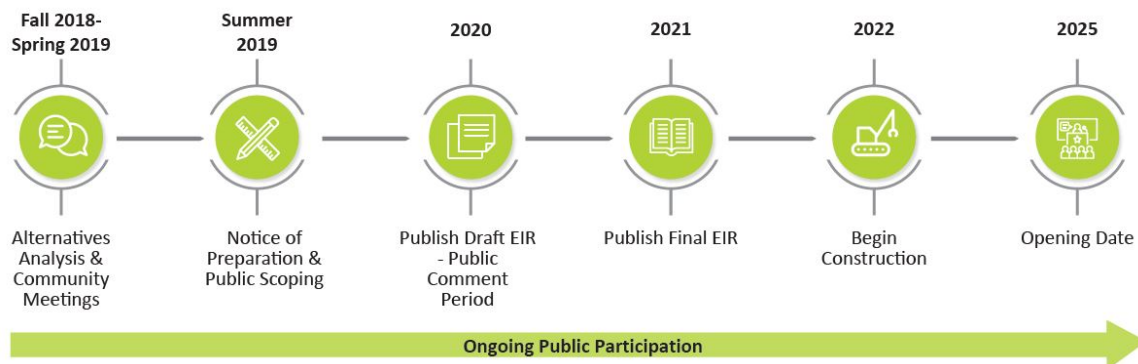 Fall 2018-
Spring 2019
Summer
2019
2020
2021
2022
2025
Alternatives
Analysis &
Community
Meetings
Notice of
Preparation &
Public Scoping
Publish Draft EIR
- Public
Comment
Period
Publish Final EIR
Begin
Construction
Opening Date
Ongoing Public Participation